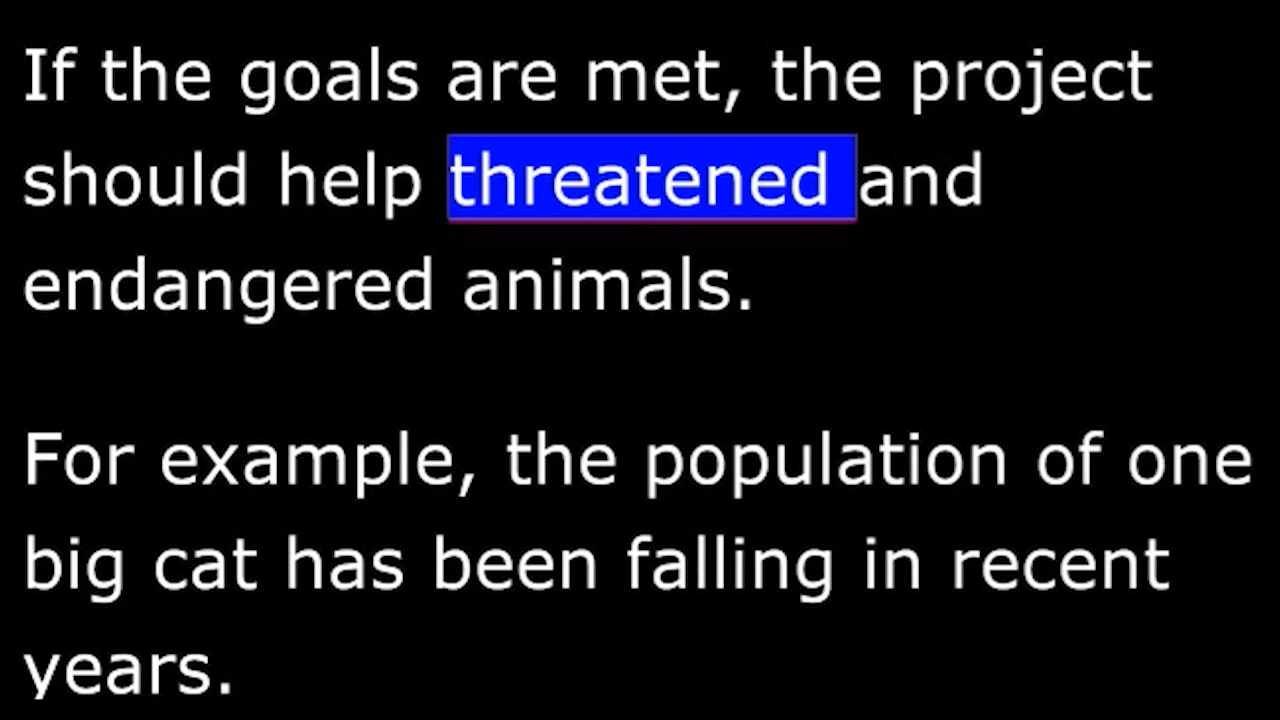 If the goals are met, the project
should help threatened and
endangered animals.
For example, the population of one
big cat has been falling in recent
years.